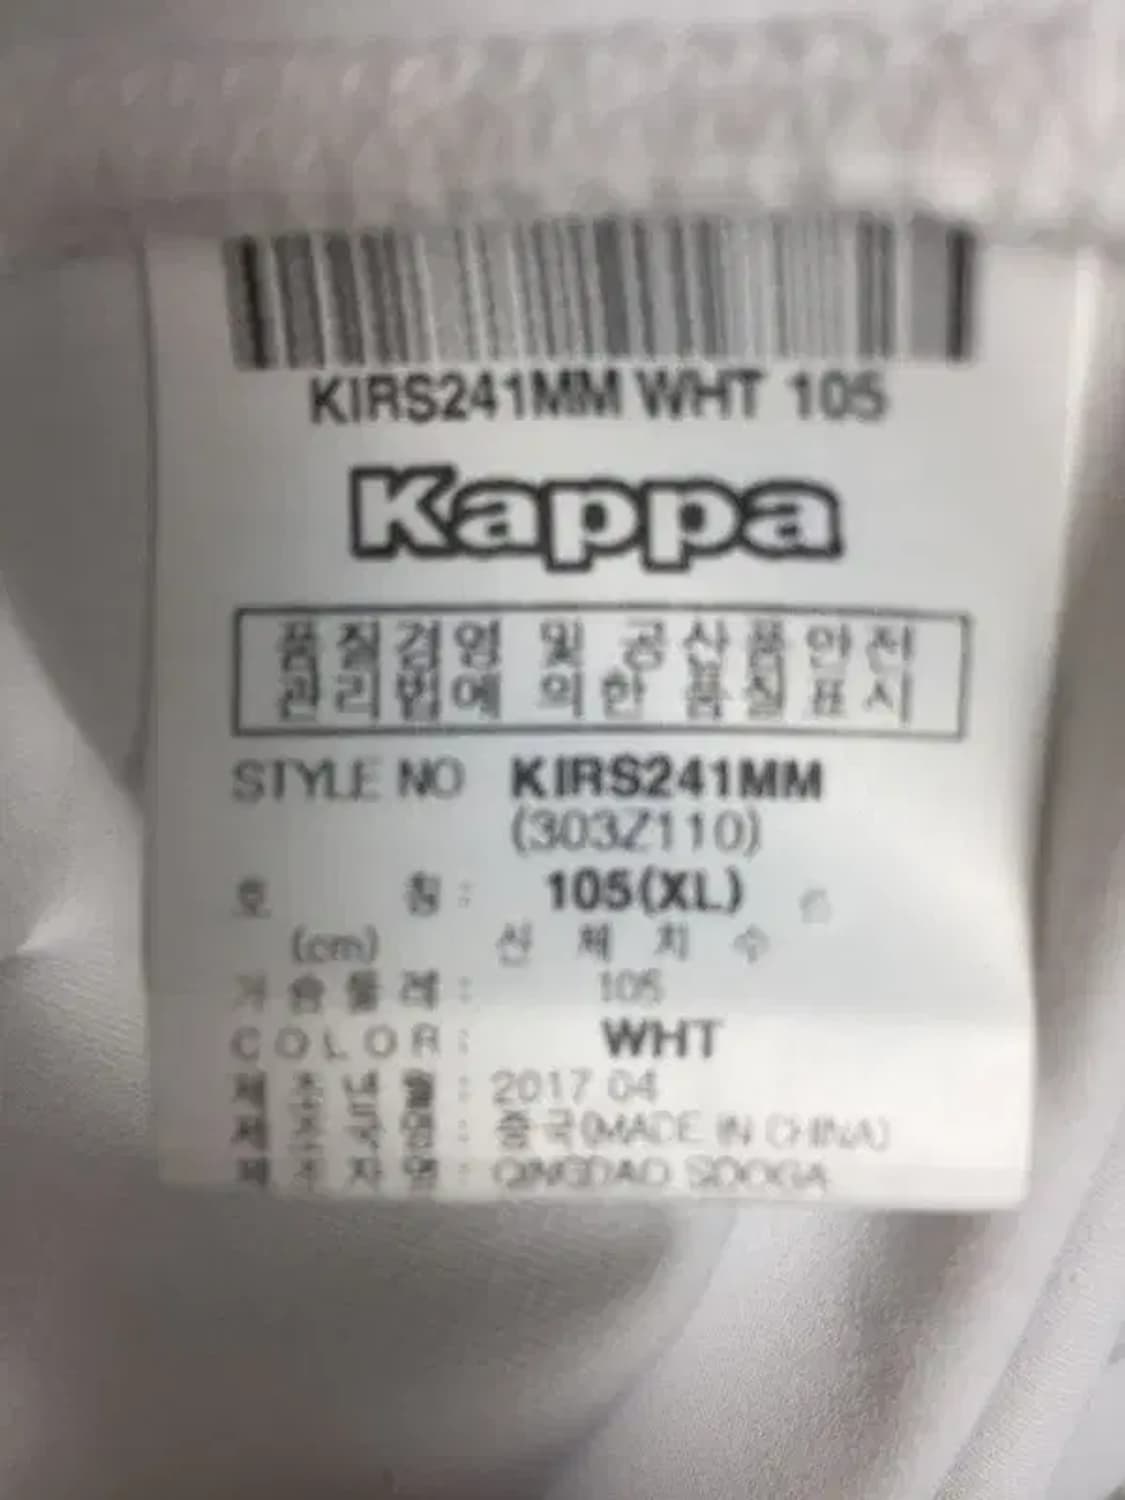 KIRS241MM WHT 105
Kappa
품질경영 및 공산품안전
관리법에 의한 품질표시
STYLE NO KIRS241MM
(303Z110)
호 칭 : 105(XL)
(cm) 신 체 치 수
가슴둘레 : 105
COLOR : WHT
제조년월 : 2017 04
제조국명 : 중국(MADE IN CHINA)
제조자명 : QINGDAO